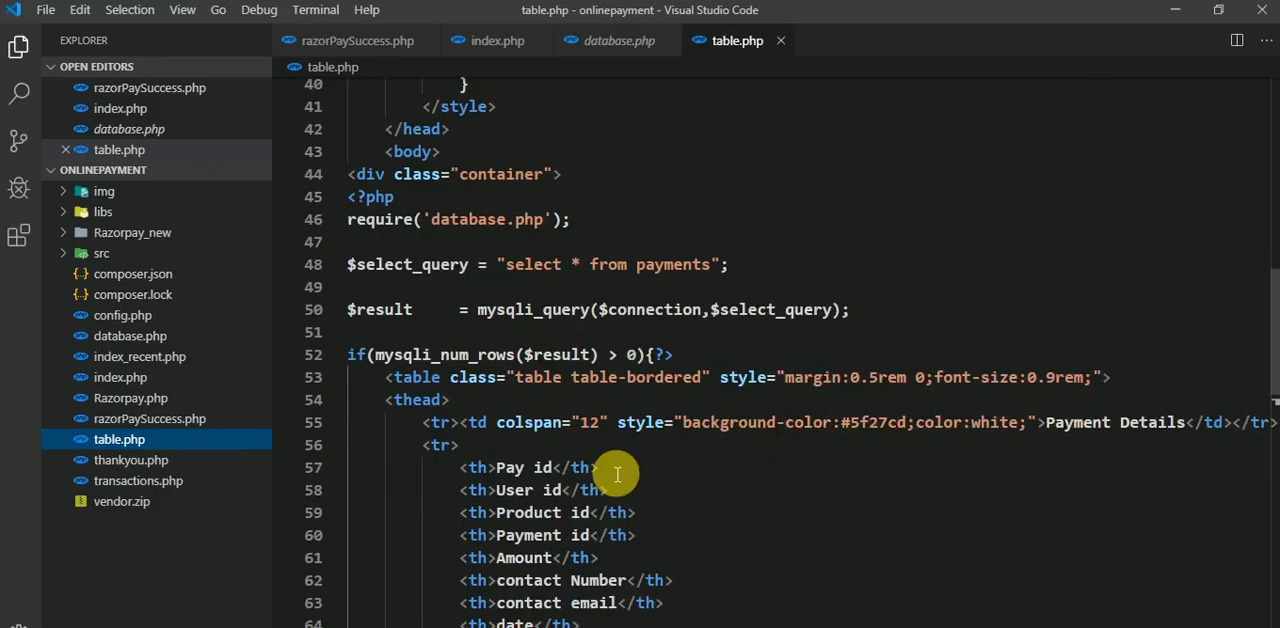 File Edit Selection View Go Debug Terminal Help table.php - onlinepayment - Visual Studio Code
EXPLORER
OPEN EDITORS
razorPaySuccess.php
index.php
database.php
table.php
ONLINEPAYMENT
img
libs
Razorpay_new
src
composer.json
composer.lock
config.php
database.php
index_recent.php
index.php
Razorpay.php
razorPaySuccess.php
table.php
thankyou.php
transactions.php
vendor.zip
razorPaySuccess.php index.php database.php table.php
table.php
40 }
41 </style>
42 </head>
43 <body>
44 <div class="container">
45 <?php
46 require('database.php');
47
48 $select_query = "select * from payments";
49
50 $result = mysqli_query($connection,$select_query);
51
52 if(mysqli_num_rows($result) > 0){?>
53 <table class="table table-bordered" style="margin:0.5rem 0;font-size:0.9rem;">
54 <thead>
55 <tr><td colspan="12" style="background-color:#5f27cd;color:white;">Payment Details</td></tr>
56 <tr>
57 <th>Pay id</th>
58 <th>User id</th>
59 <th>Product id</th>
60 <th>Payment id</th>
61 <th>Amount</th>
62 <th>contact Number</th>
63 <th>contact email</th>
64 <th>date</th>